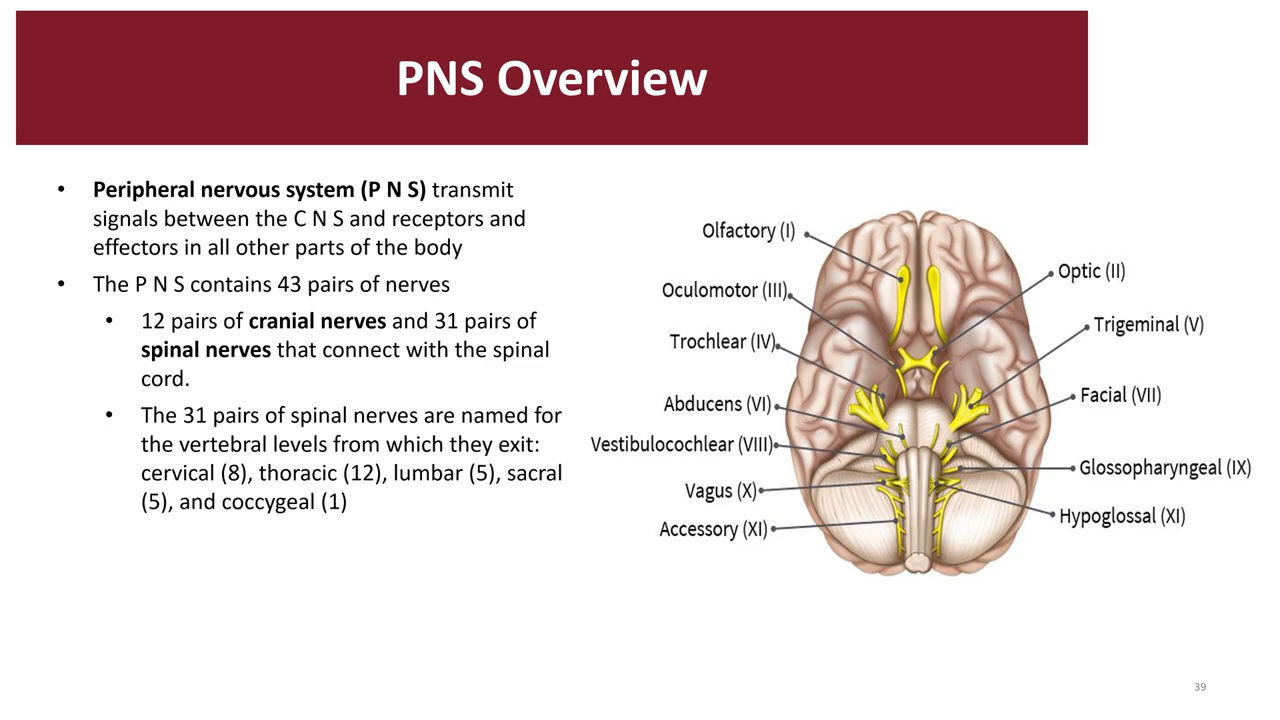 PNS Overview
• Peripheral nervous system (P N S) transmit
signals between the C N S and receptors and
effectors in all other parts of the body
• The P N S contains 43 pairs of nerves
• 12 pairs of cranial nerves and 31 pairs of
spinal nerves that connect with the spinal
cord.
• The 31 pairs of spinal nerves are named for
the vertebral levels from which they exit:
cervical (8), thoracic (12), lumbar (5), sacral
(5), and coccygeal (1)
Olfactory (I)
Oculomotor (III)
Trochlear (IV)
Abducens (VI)
Vestibulocochlear (VIII)
Vagus (X)
Accessory (XI)
Optic (II)
Trigeminal (V)
Facial (VII)
Glossopharyngeal (IX)
Hypoglossal (XI)
39